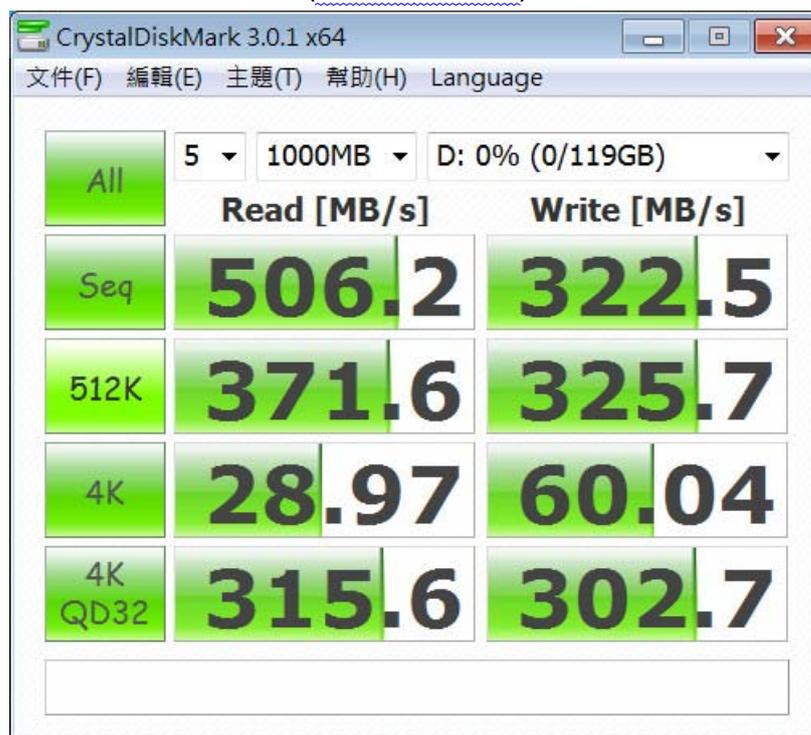 CrystalDiskMark 3.0.1 x64
文件(F) 編輯(E) 主題(T) 幫助(H) Language
All 5 1000MB D: 0% (0/119GB)
Read [MB/s] Write [MB/s]
Seq 506.2 322.5
512K 371.6 325.7
4K 28.97 60.04
4K
QD32 315.6 302.7